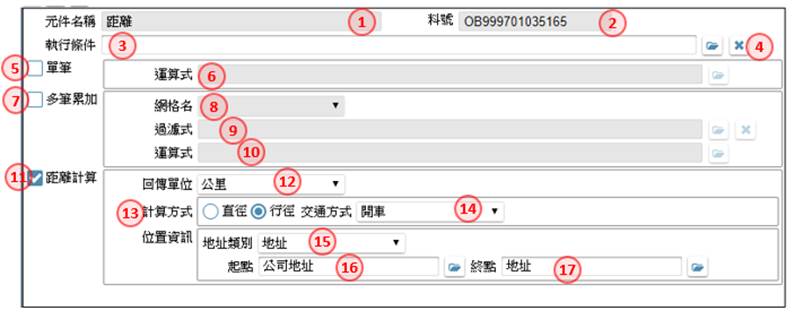 元件名稱 距離 1 料號 OB999701035165 2
執行條件 3 4
5 單筆 運算式 6
7 多筆累加 網格名 8
過濾式 9
運算式 10
11 距離計算 回傳單位 公里 12
13 計算方式 直徑 行徑 交通方式 開車 14
位置資訊 地址類別 地址 15
起點 公司地址 16 終點 地址 17